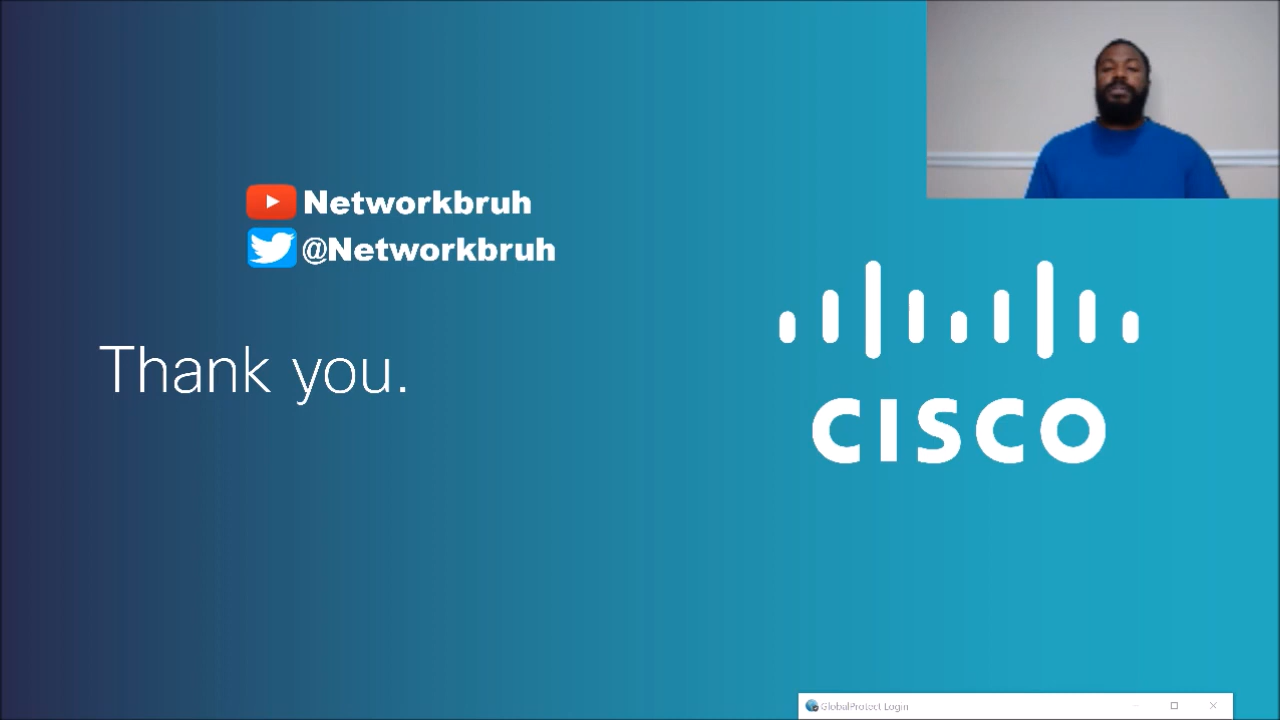 Networkbruh
@Networkbruh
Thank you.
CISCO
GlobalProtect Login